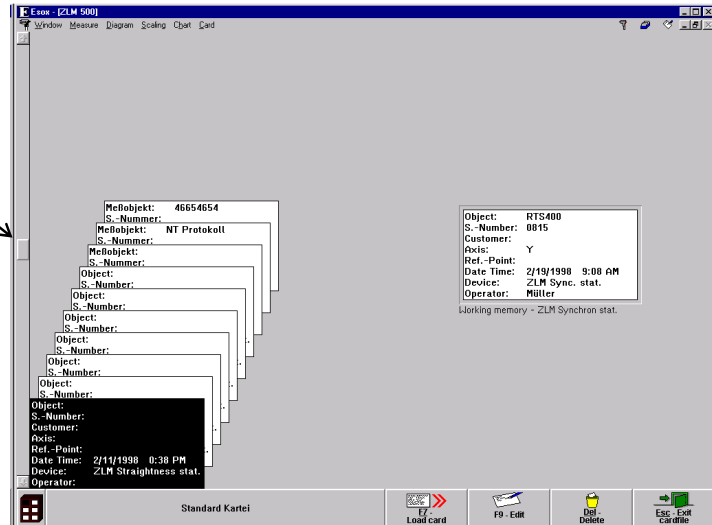 Esox - [ZLM 500]
Window Measure Diagram Scaling Chart Card
Meßobjekt: 46654654
S.-Nummer:
Meßobjekt: NT Protokoll
S.-Nummer:
Meßobjekt:
S.-Nummer:
Object:
S.-Number:
Object:
S.-Number:
Object:
S.-Number:
Object:
S.-Number:
Object:
S.-Number:
Object:
S.-Number:
Object:
S.-Number:
Customer:
Axis:
Ref.-Point:
Date Time: 2/11/1998 0:38 PM
Device: ZLM Straightness stat.
Operator:
Object: RTS400
S.-Number: 0815
Customer:
Axis: Y
Ref.-Point:
Date Time: 2/19/1998 9:08 AM
Device: ZLM Sync. stat.
Operator: Müller
Working memory - ZLM Synchron stat.
Standard Kartei
F7 -
Load card
F9 - Edit
Del -
Delete
Esc - Exit
cardfile